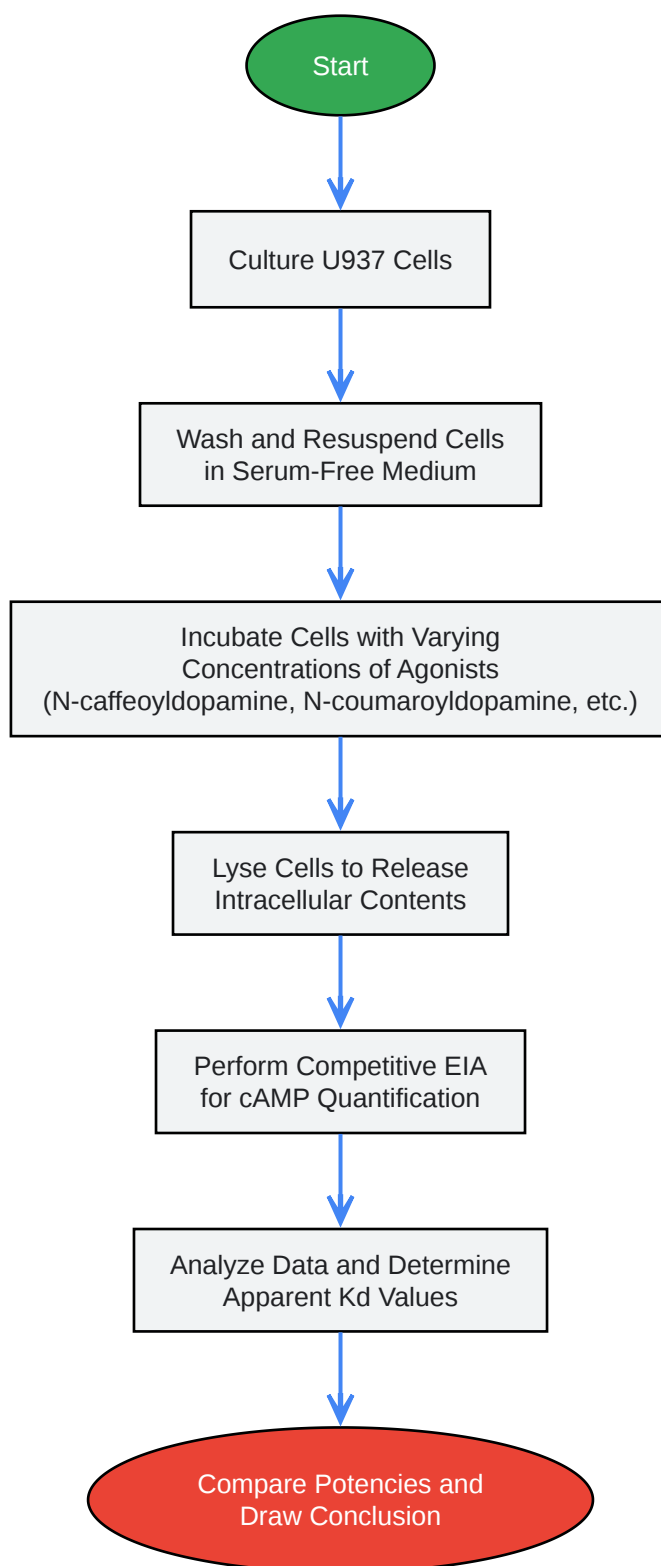 Start
Culture U937 Cells
Wash and Resuspend Cells
in Serum-Free Medium
Incubate Cells with Varying
Concentrations of Agonists
(N-caffeoyldopamine, N-coumaroyldopamine, etc.)
Lyse Cells to Release
Intracellular Contents
Perform Competitive EIA
for cAMP Quantification
Analyze Data and Determine
Apparent Kd Values
Compare Potencies and
Draw Conclusion